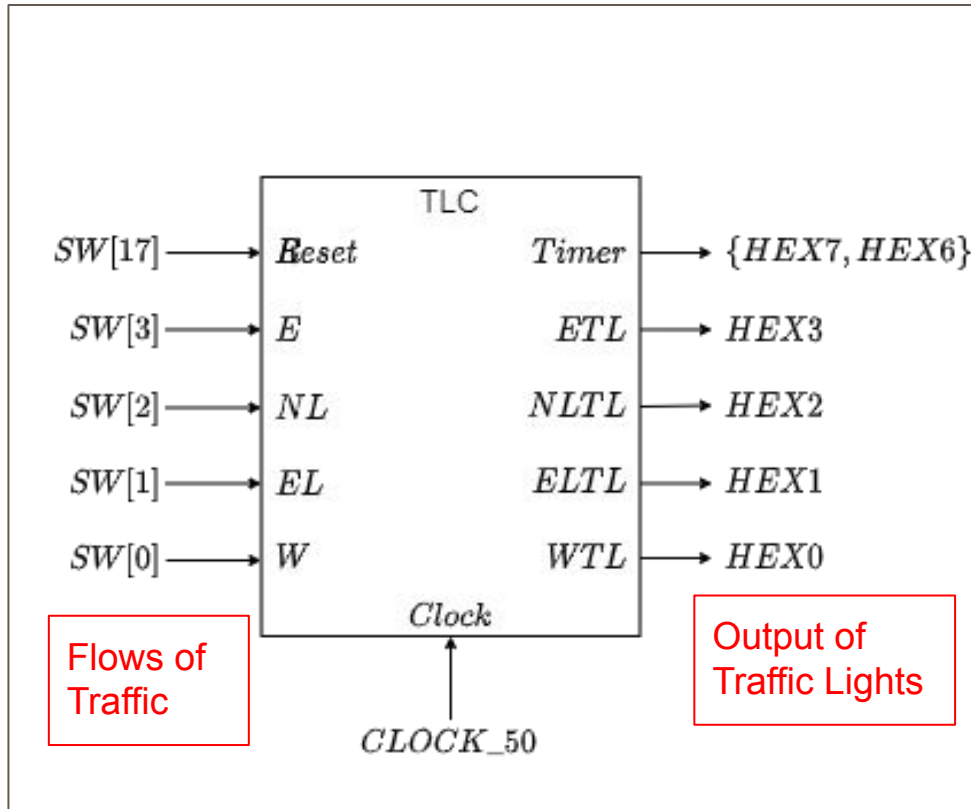 TLC
SW[17] Reset Timer {HEX7, HEX6}
SW[3] E ETL HEX3
SW[2] NL NLTL HEX2
SW[1] EL ELTL HEX1
SW[0] W WTL HEX0
Clock
Flows of
Traffic
Output of
Traffic Lights
CLOCK_50